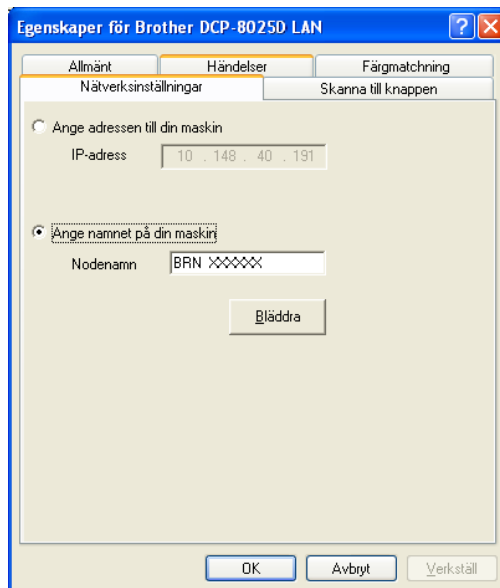 Egenskaper för Brother DCP-8025D LAN
Allmänt Händelser Färgmatchning
Nätverksinställningar Skanna till knappen
Ange adressen till din maskin
IP-adress 10 . 148 . 40 . 191
Ange namnet på din maskin
Nodenamn BRN XXXXXX
Bläddra
OK Avbryt Verkställ